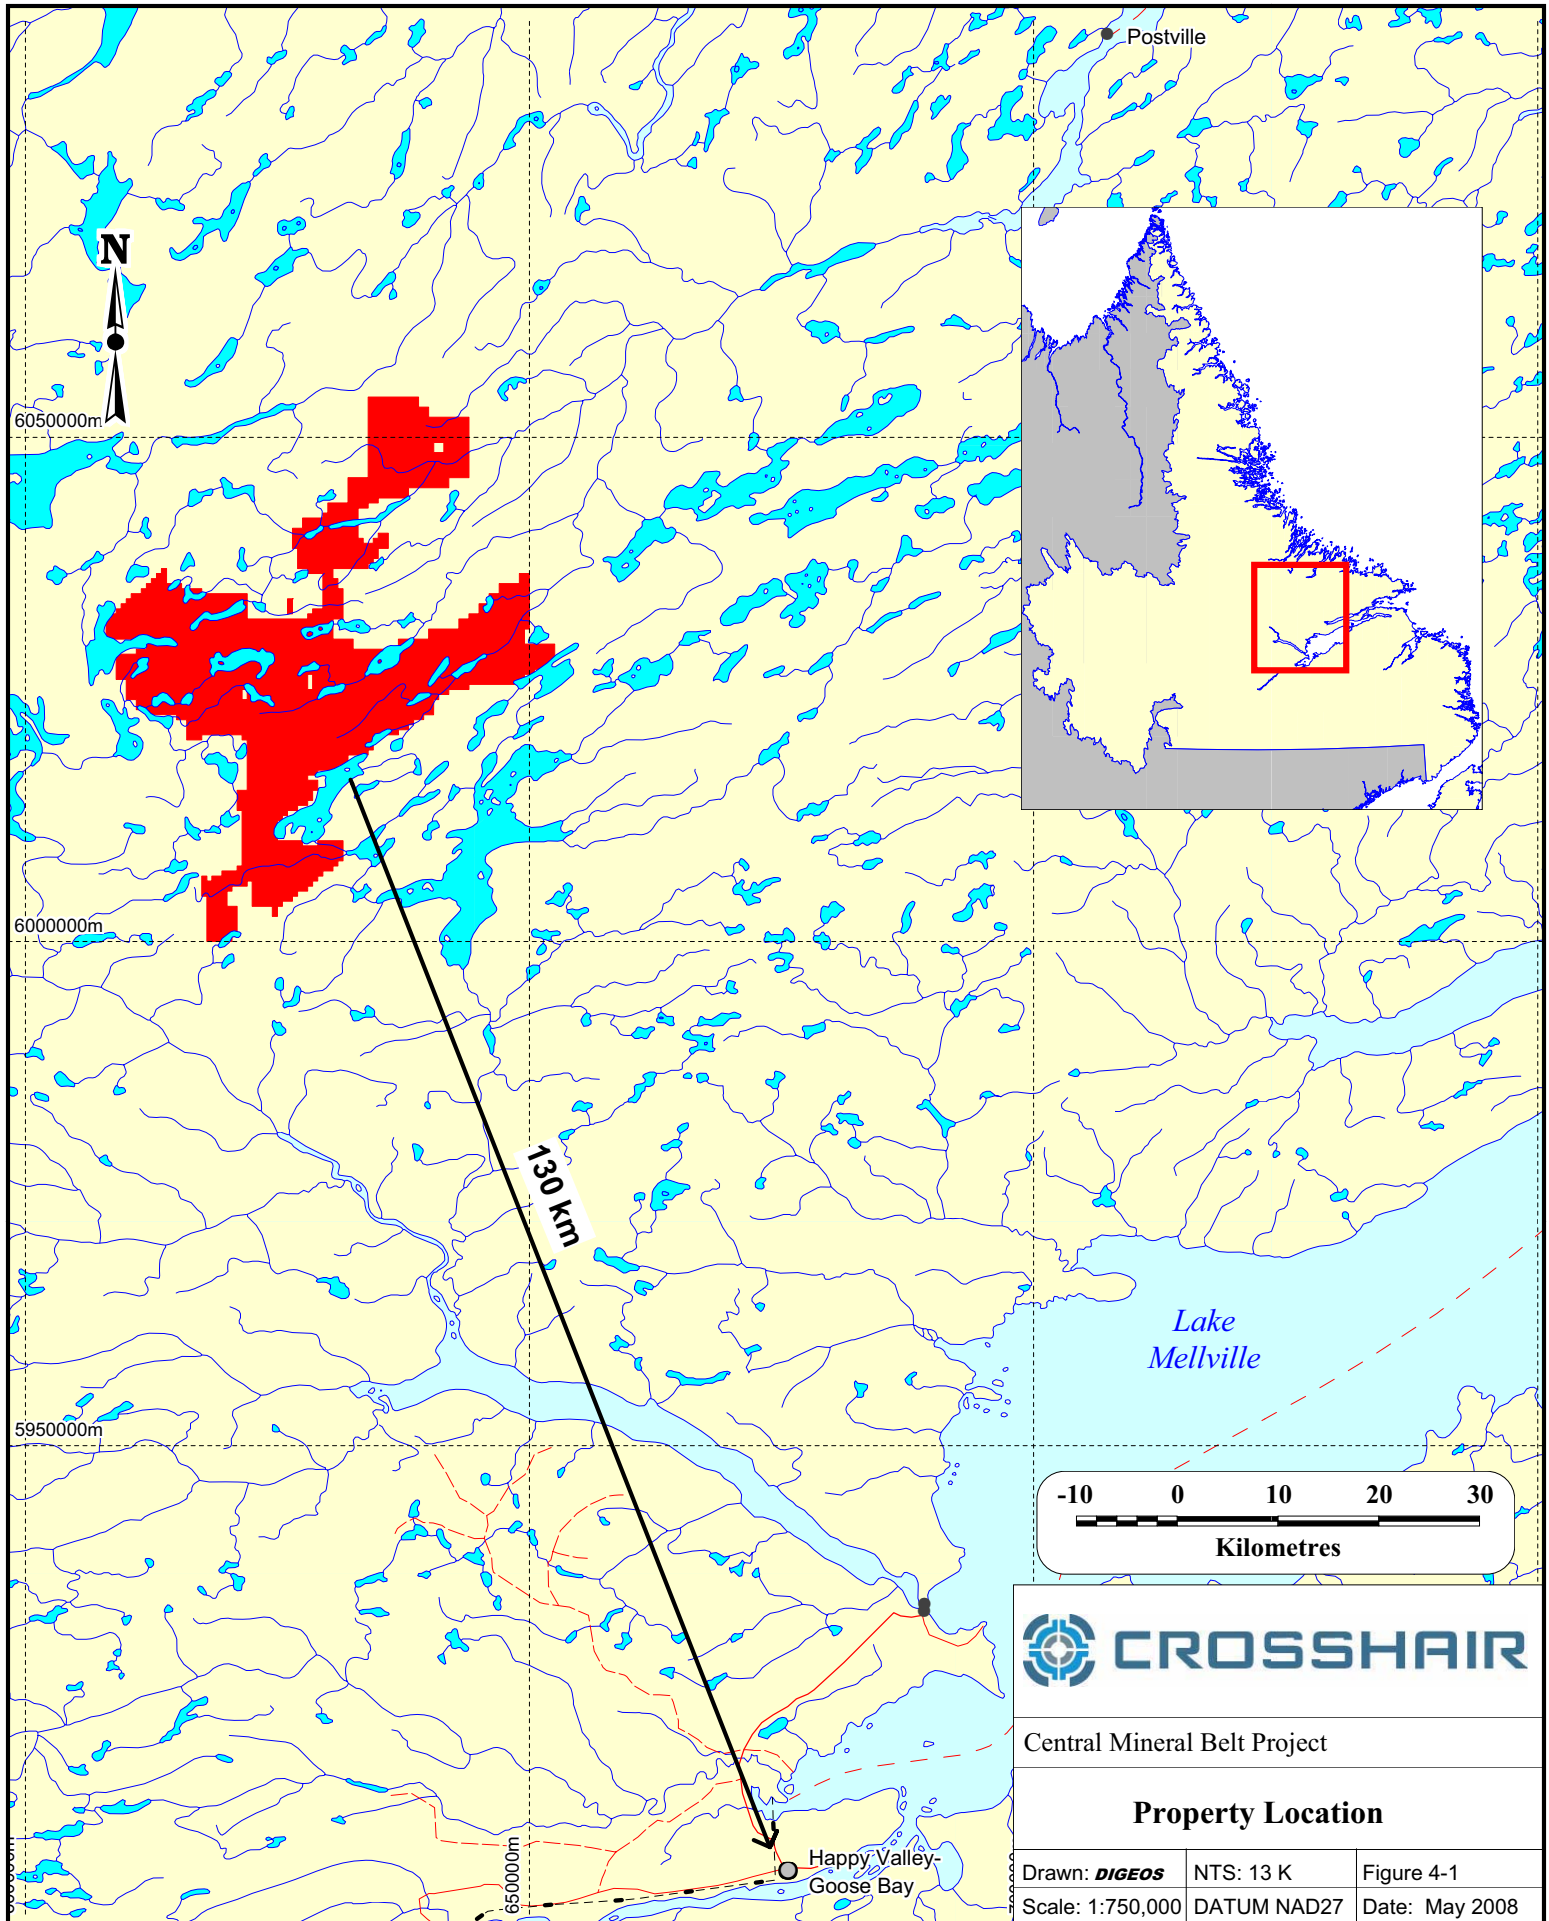 Postville
N
6050000m
6000000m
130 km
Lake
Mellville
5950000m
-10 0 10 20 30
Kilometres
CROSSHAIR
Central Mineral Belt Project
Property Location
Happy Valley-
Goose Bay
650000m
Drawn: DIGEOS NTS: 13 K Figure 4-1
Scale: 1:750,000 DATUM NAD27 Date: May 2008